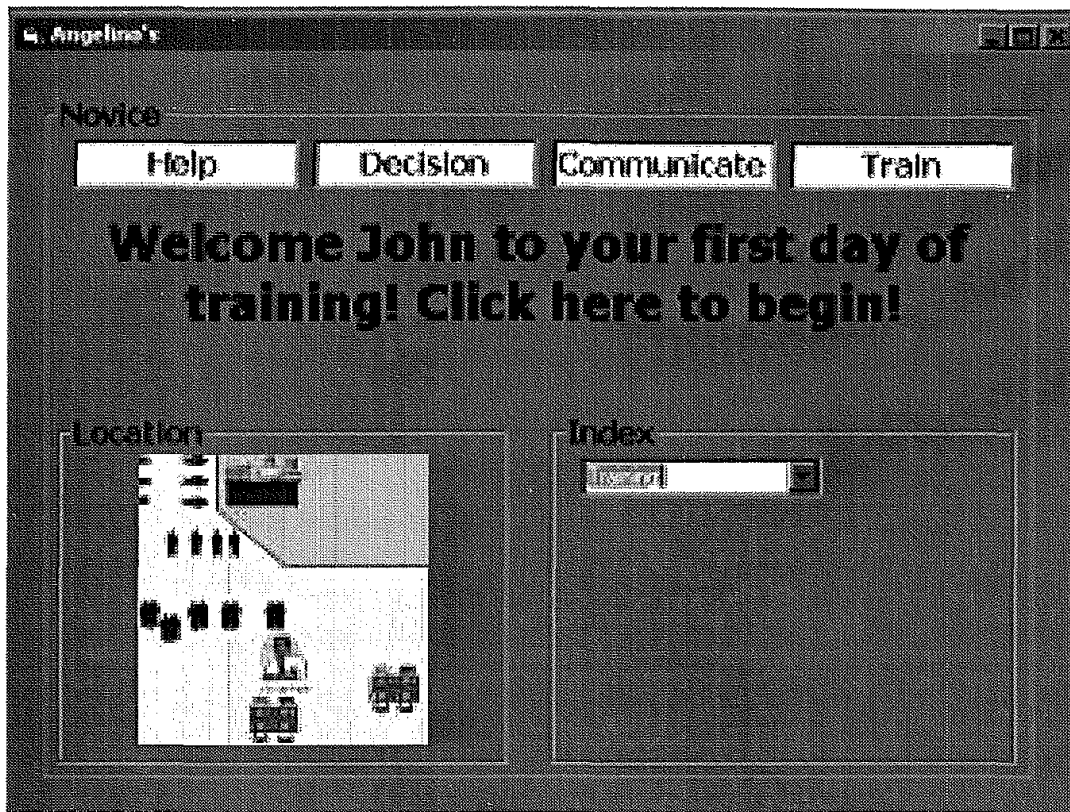 Angelina's
Novice
Help
Decision
Communicate
Train
Welcome John to your first day of
training! Click here to begin!
Location
Index